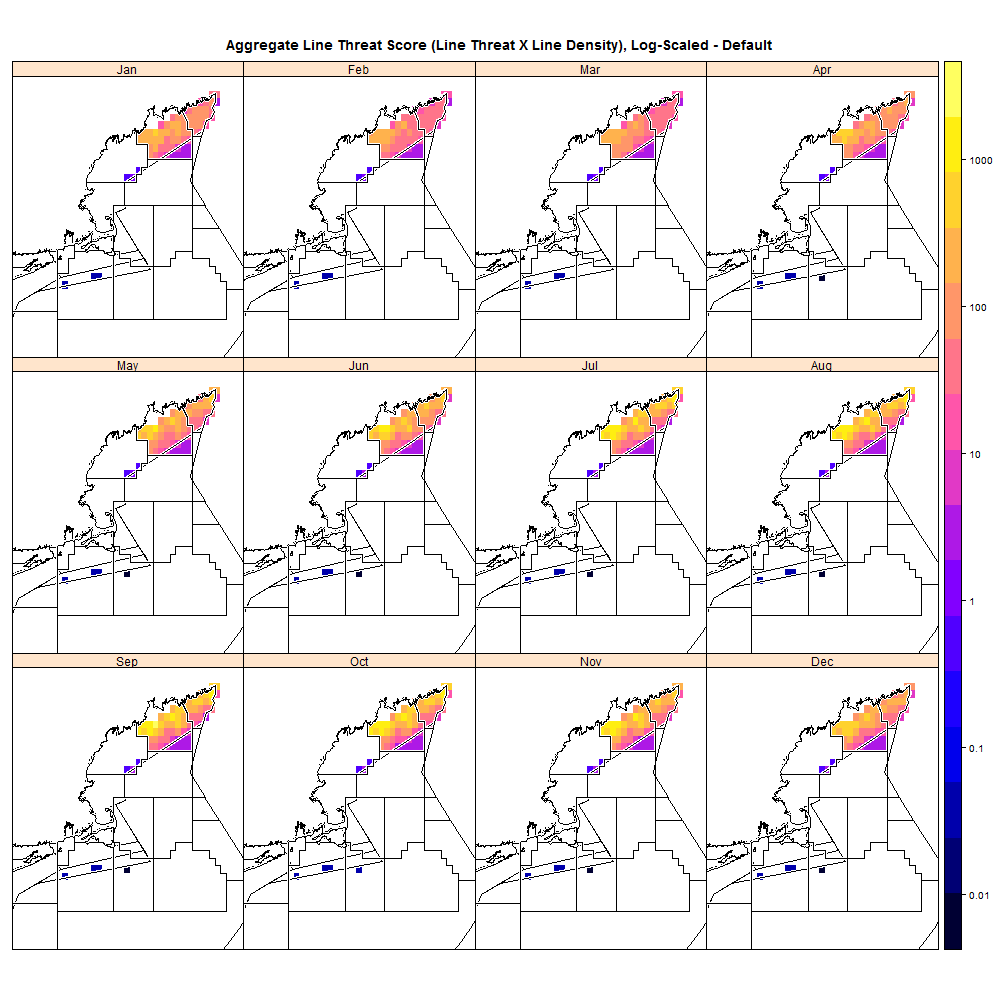 Aggregate Line Threat Score (Line Threat X Line Density), Log-Scaled - Default
Jan
Feb
Mar
Apr
May
Jun
Jul
Aug
Sep
Oct
Nov
Dec
1000
100
10
1
0.1
0.01